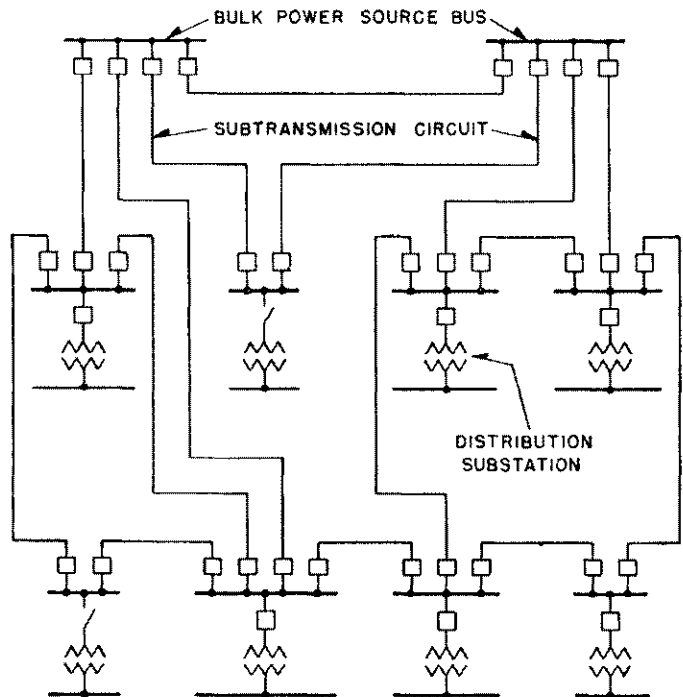 BULK POWER SOURCE BUS
SUBTRANSMISSION CIRCUIT
DISTRIBUTION
SUBSTATION